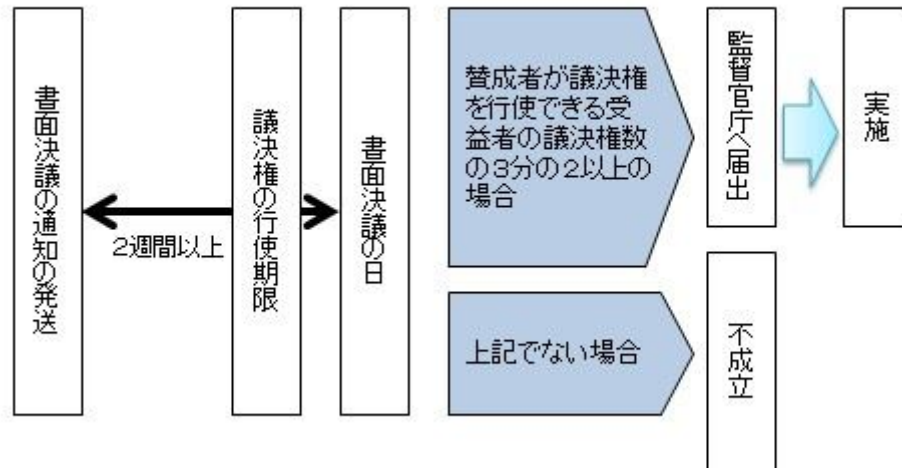 書面決議の通知の発送
2週間以上
議決権の行使期限
書面決議の日
賛成者が議決権
を行使できる受
益者の議決権数
の3分の2以上の
場合
監督官庁へ届出
実施
上記でない場合
不成立